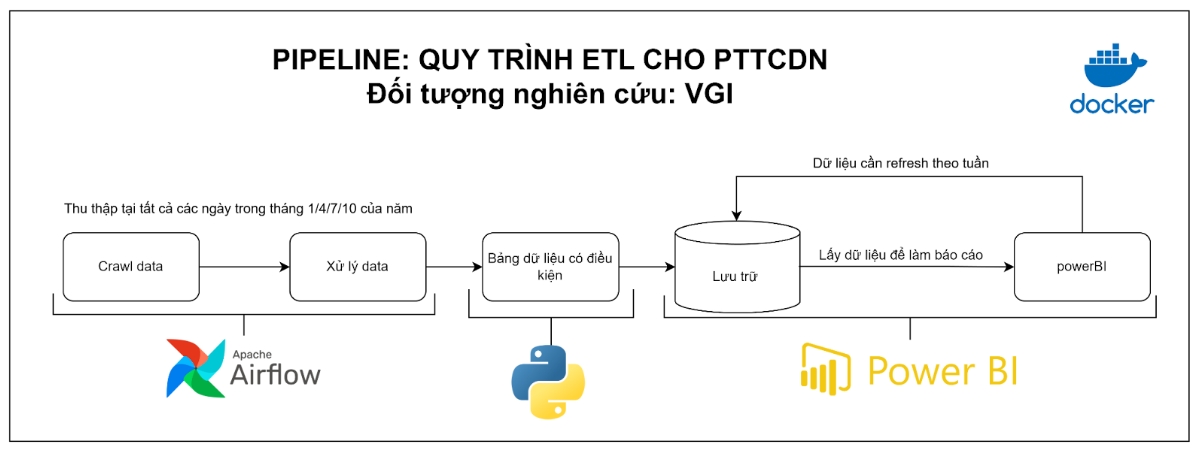 PIPELINE: QUY TRÌNH ETL CHO PTTCDN
Đối tượng nghiên cứu: VGI
docker
Dữ liệu cần refresh theo tuần
Thu thập tại tất cả các ngày trong tháng 1/4/7/10 của năm
Crawl data
Xử lý data
Bảng dữ liệu có điều
kiện
Lưu trữ
Lấy dữ liệu để làm báo cáo
powerBI
Apache
Airflow
Power BI